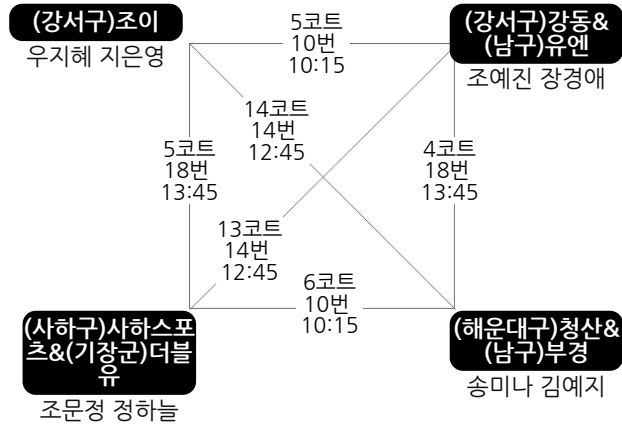 (강서구)조이
우지혜 지은영
5코트
10번
10:15
(강서구)강동&
(남구)유엔
조예진 장경애
14코트
14번
12:45
5코트
18번
13:45
4코트
18번
13:45
13코트
14번
12:45
6코트
10번
10:15
(사하구)사하스포
츠&(기장군)더블
유
조문정 정하늘
(해운대구)청산&
(남구)부경
송미나 김예지